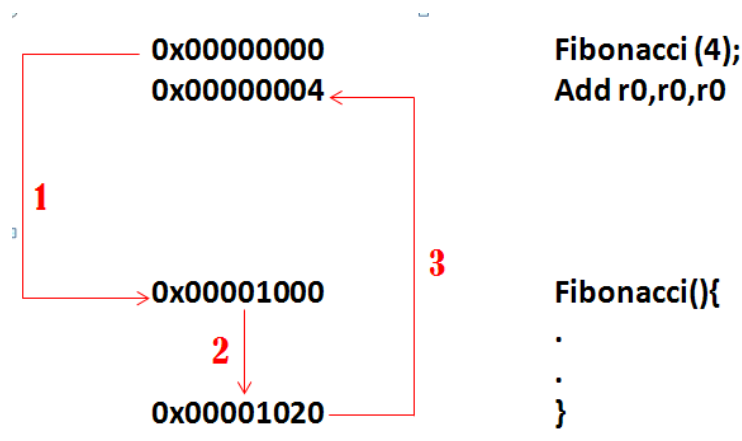 0x00000000 Fibonacci (4);
0x00000004 Add r0,r0,r0
1
3
0x00001000 Fibonacci(){
.
2
.
0x00001020 }